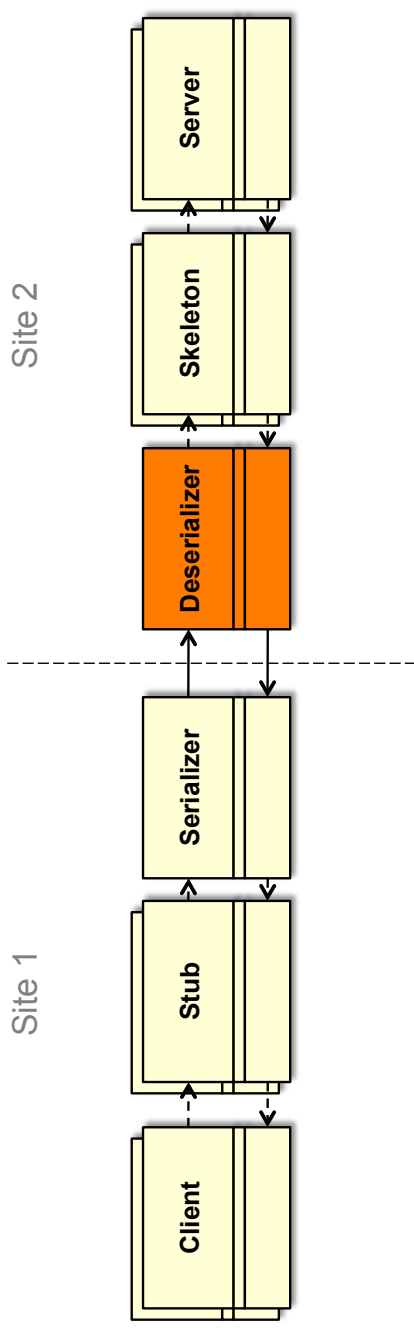 Site 1
Site 2
Client
Stub
Serializer
Deserializer
Skeleton
Server